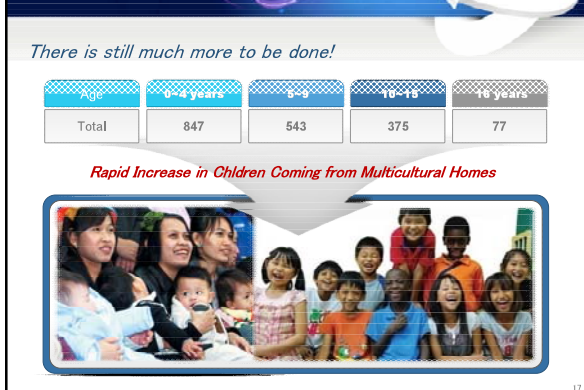 There is still much more to be done!
Age 0~4 years 5~9 10~15 16 years
Total 847 543 375 77
Rapid Increase in Chldren Coming from Multicultural Homes
17